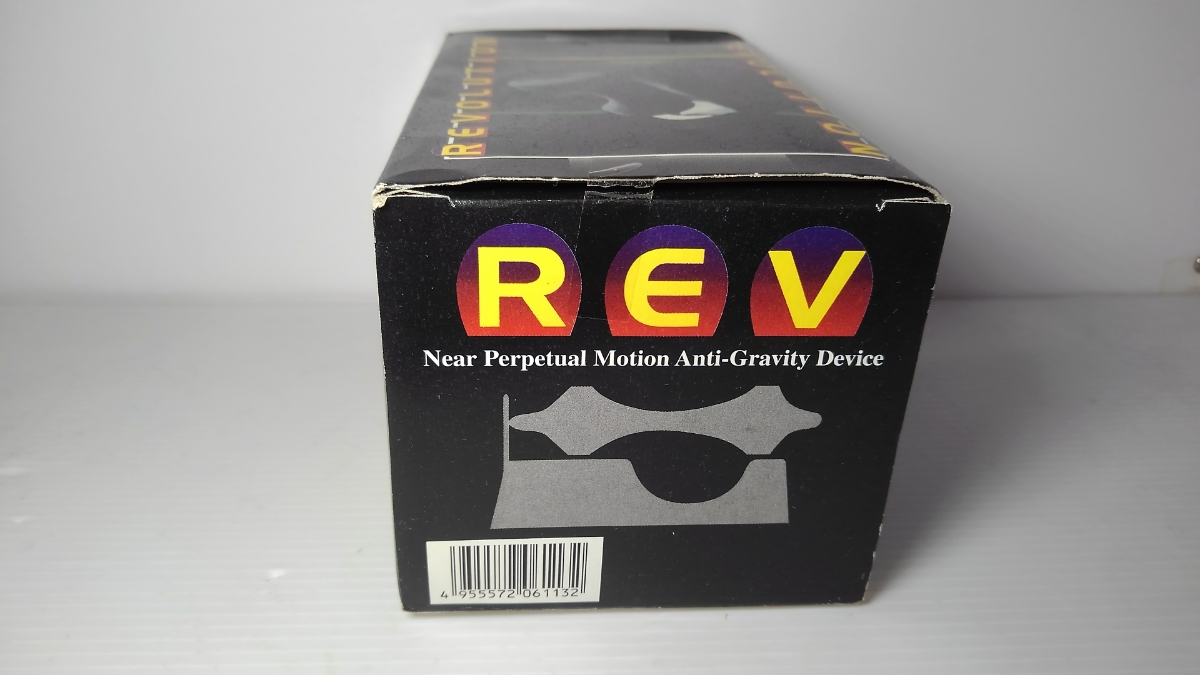 REVOLUTION
REV
Near Perpetual Motion Anti-Gravity Device
4 955572 061132